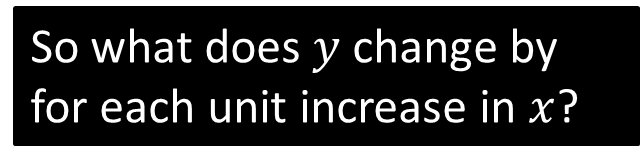 So what does y change by
for each unit increase in x?